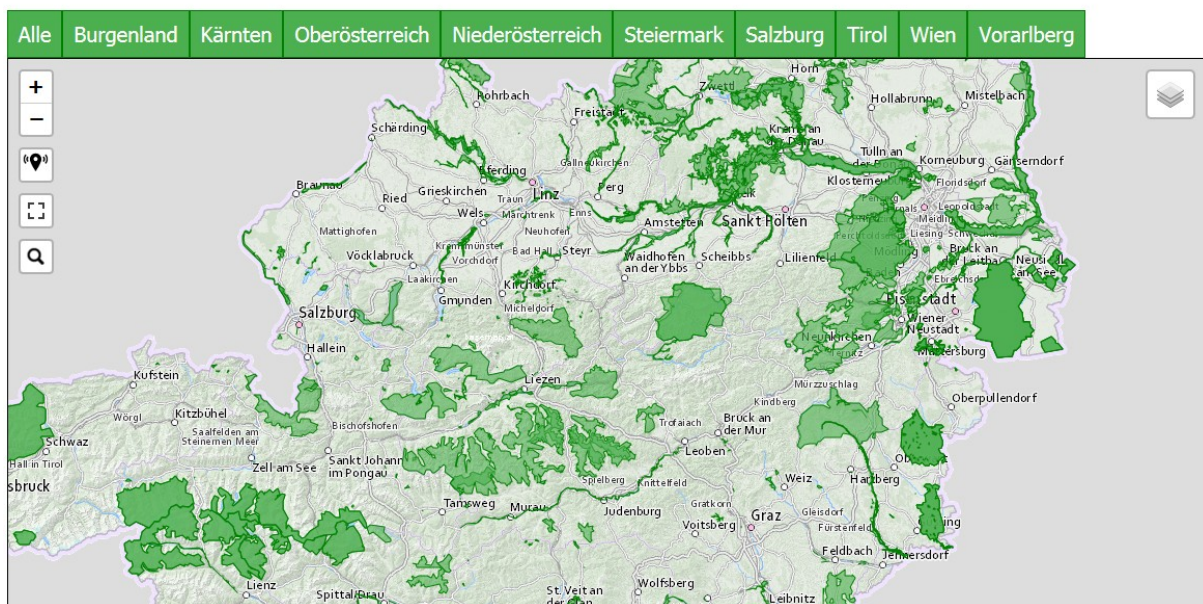 Alle Burgenland Kärnten Oberösterreich Niederösterreich Steiermark Salzburg Tirol Wien Vorarlberg
+
−
Horn
Zwettl
Rohrbach
Hollabrunn
Mistelbach
Freistadt
Schärding
Krems an
der Donau
Gallneukirchen
Tulln an
Korneuburg
Gänserndorf
Eferding
Klosterneuburg
Floridsdorf
Braunau
Grieskirchen
Traun
Linz
Perg
Ried
Marchtrenk
Enns
Amstetten
Sankt Pölten
Meidling
Wels
Liesing
Mattighofen
Neuhofen
Kremsmünster
Bad Hall
Steyr
Mödling
Bruck an
der Leitha
Vöcklabruck
Vorchdorf
Waidhofen
an der Ybbs
Scheibbs
Lilienfeld
Baden
Laakirchen
Gmunden
Kirchdorf
Eisenstadt
Micheldorf
Salzburg
Wiener
Neustadt
Hallein
Neunkirchen
Ternitz
Mattersburg
Kufstein
Liezen
Mürzzuschlag
Kindberg
Oberpullendorf
Wörgl
Kitzbühel
Saalfelden am
Steinernen Meer
Bischofshofen
Trofaiach
Bruck an
der Mur
Schwaz
Leoben
Hall in Tirol
Zell am See
Sankt Johann
im Pongau
Hartberg
Weiz
sbruck
Spielberg
Knittelfeld
Tamsweg
Murau
Judenburg
Gratkorn
Gleisdorf
Voitsberg
Graz
Fürstenfeld
Feldbach
Jennersdorf
Lienz
Spittal/Drau
St. Veit an
der Glan
Wolfsberg
Leibnitz